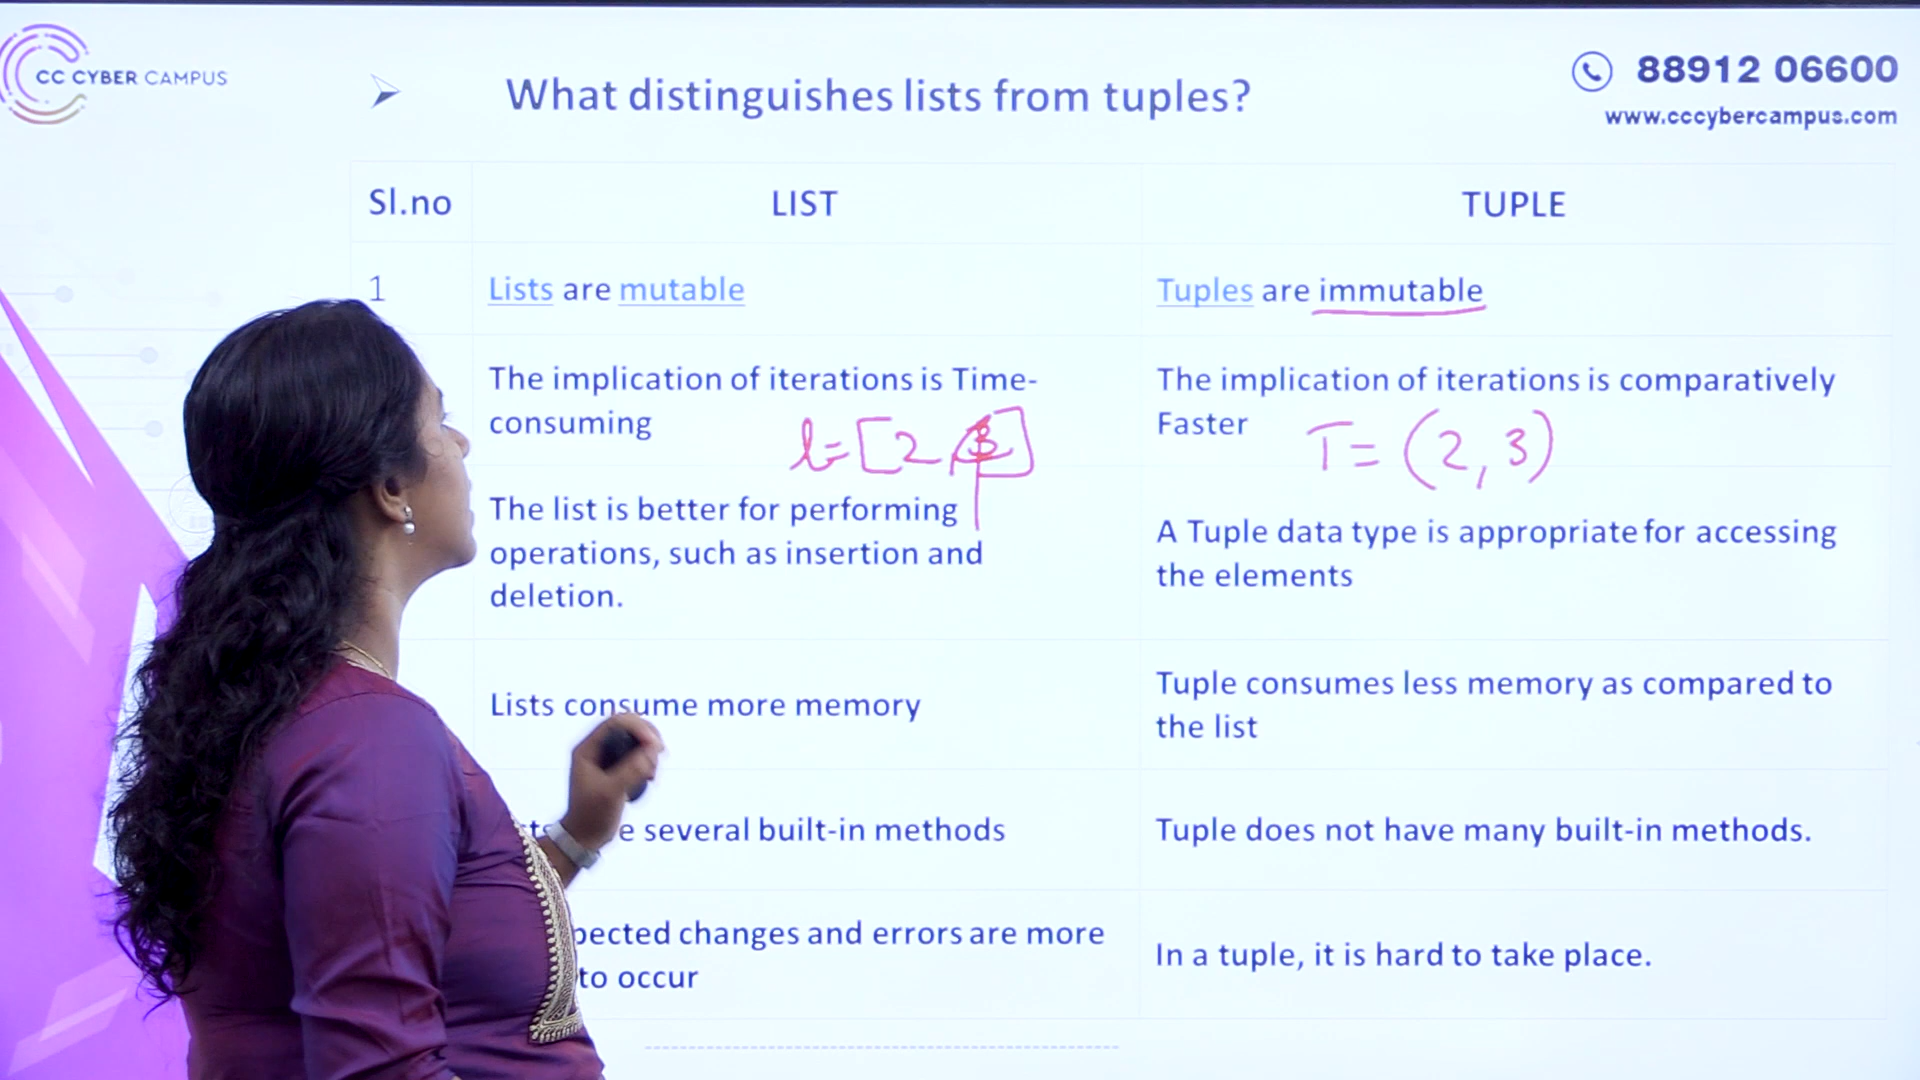 CC CYBER CAMPUS
What distinguishes lists from tuples?
88912 06600
www.cccybercampus.com
Sl.no LIST TUPLE
1 Lists are mutable Tuples are immutable
The implication of iterations is Time-
consuming
The implication of iterations is comparatively
Faster
l= [2,3]
T= (2,3)
The list is better for performing
operations, such as insertion and
deletion.
A Tuple data type is appropriate for accessing
the elements
Lists consume more memory
Tuple consumes less memory as compared to
the list
several built-in methods
Tuple does not have many built-in methods.
changes and errors are more
to occur
In a tuple, it is hard to take place.